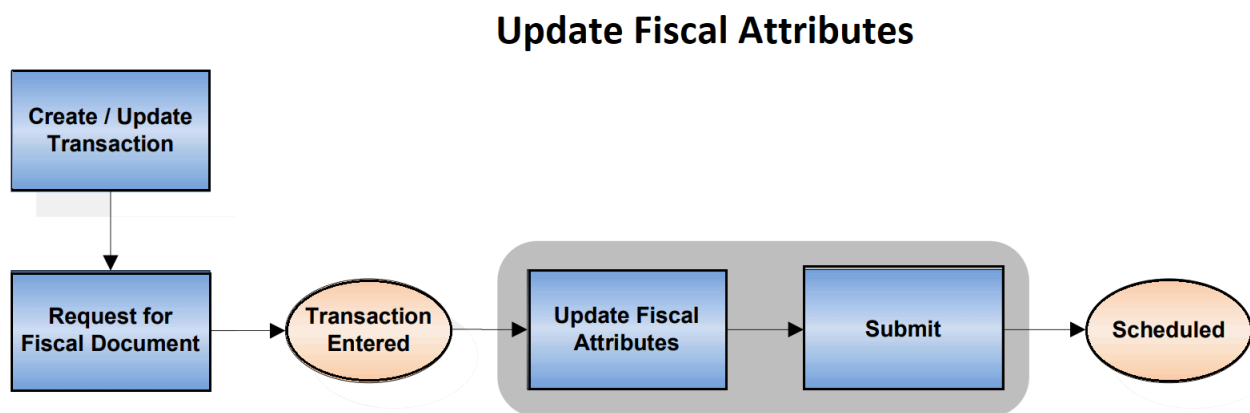 Update Fiscal Attributes
Create / Update
Transaction
Request for
Fiscal Document
Transaction
Entered
Update Fiscal
Attributes
Submit
Scheduled